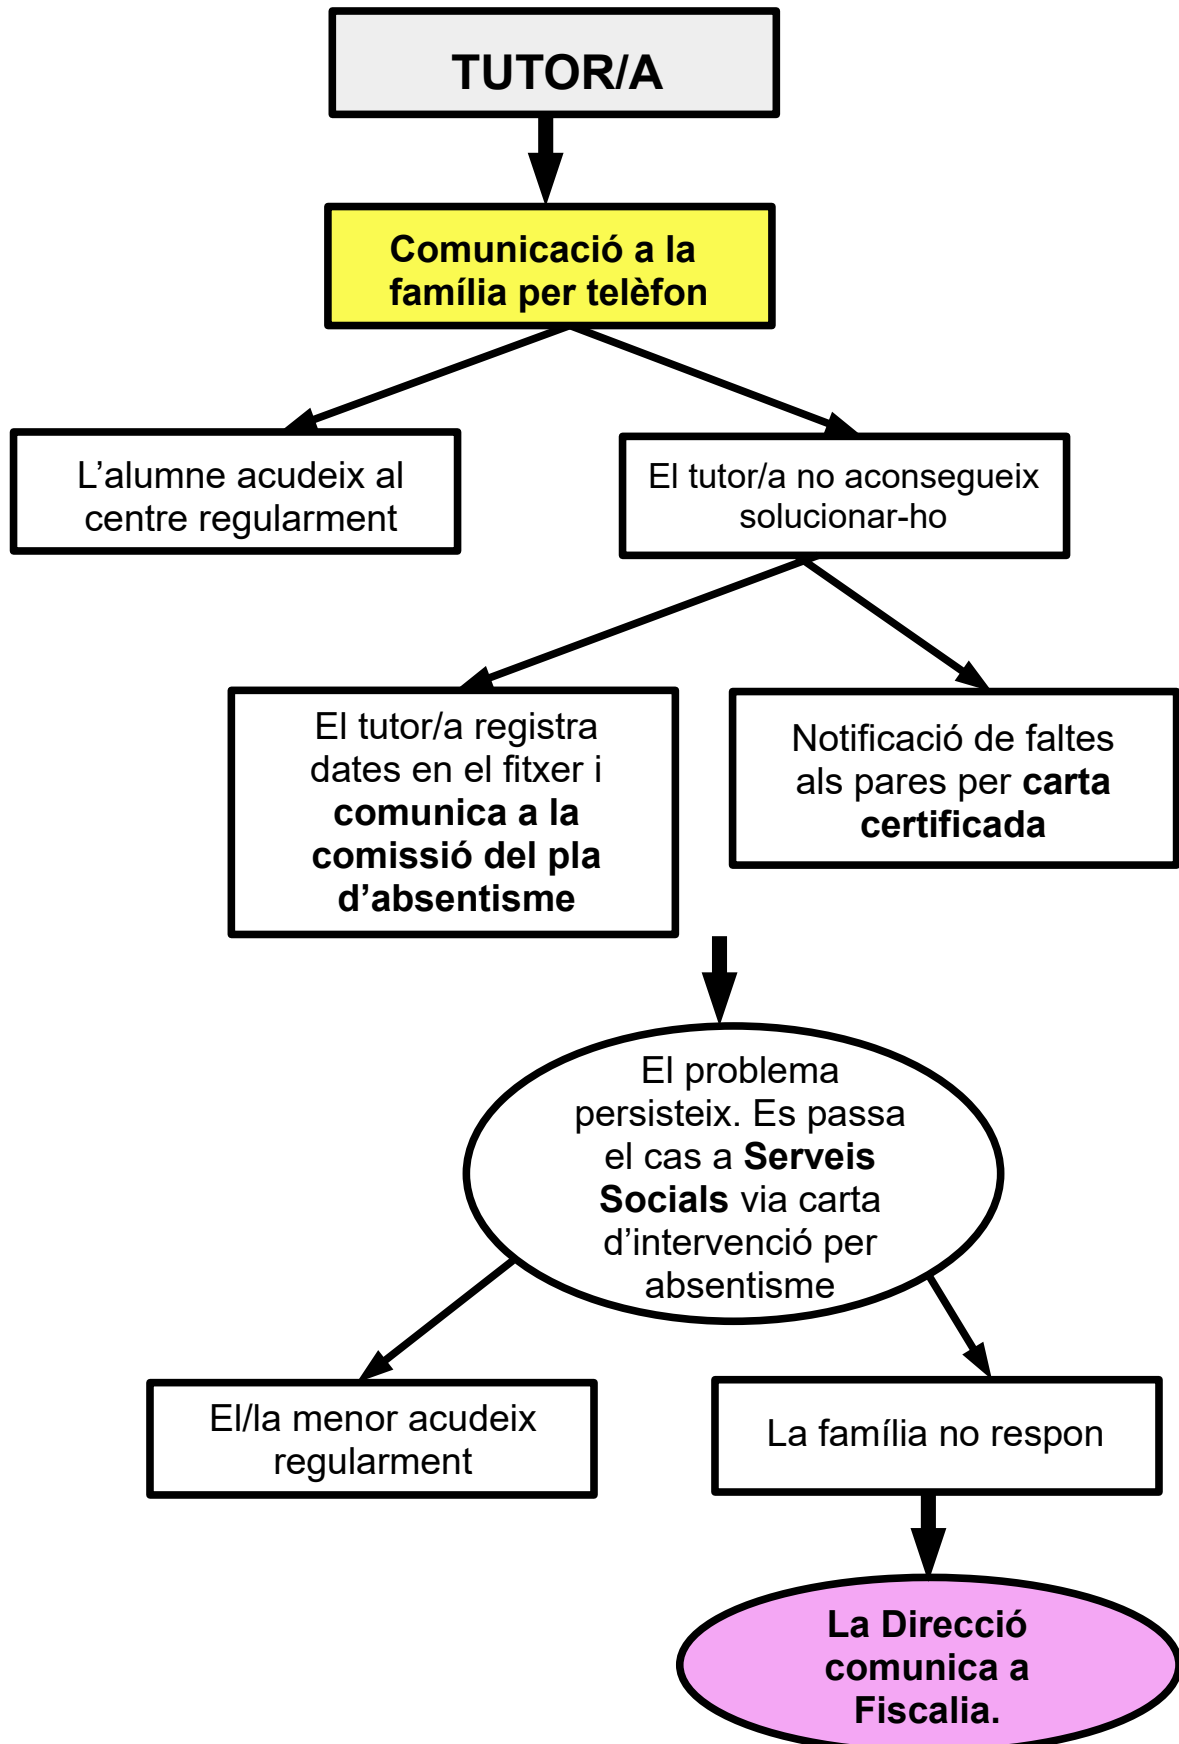 TUTOR/A
Comunicació a la
família per telèfon
L’alumne acudeix al
centre regularment
El tutor/a no aconsegueix
solucionar-ho
El tutor/a registra
dates en el fitxer i
comunica a la
comissió del pla
d’absentisme
Notificació de faltes
als pares per carta
certificada
El problema
persisteix. Es passa
el cas a Serveis
Socials via carta
d’intervenció per
absentisme
El/la menor acudeix
regularment
La família no respon
La Direcció
comunica a
Fiscalia.